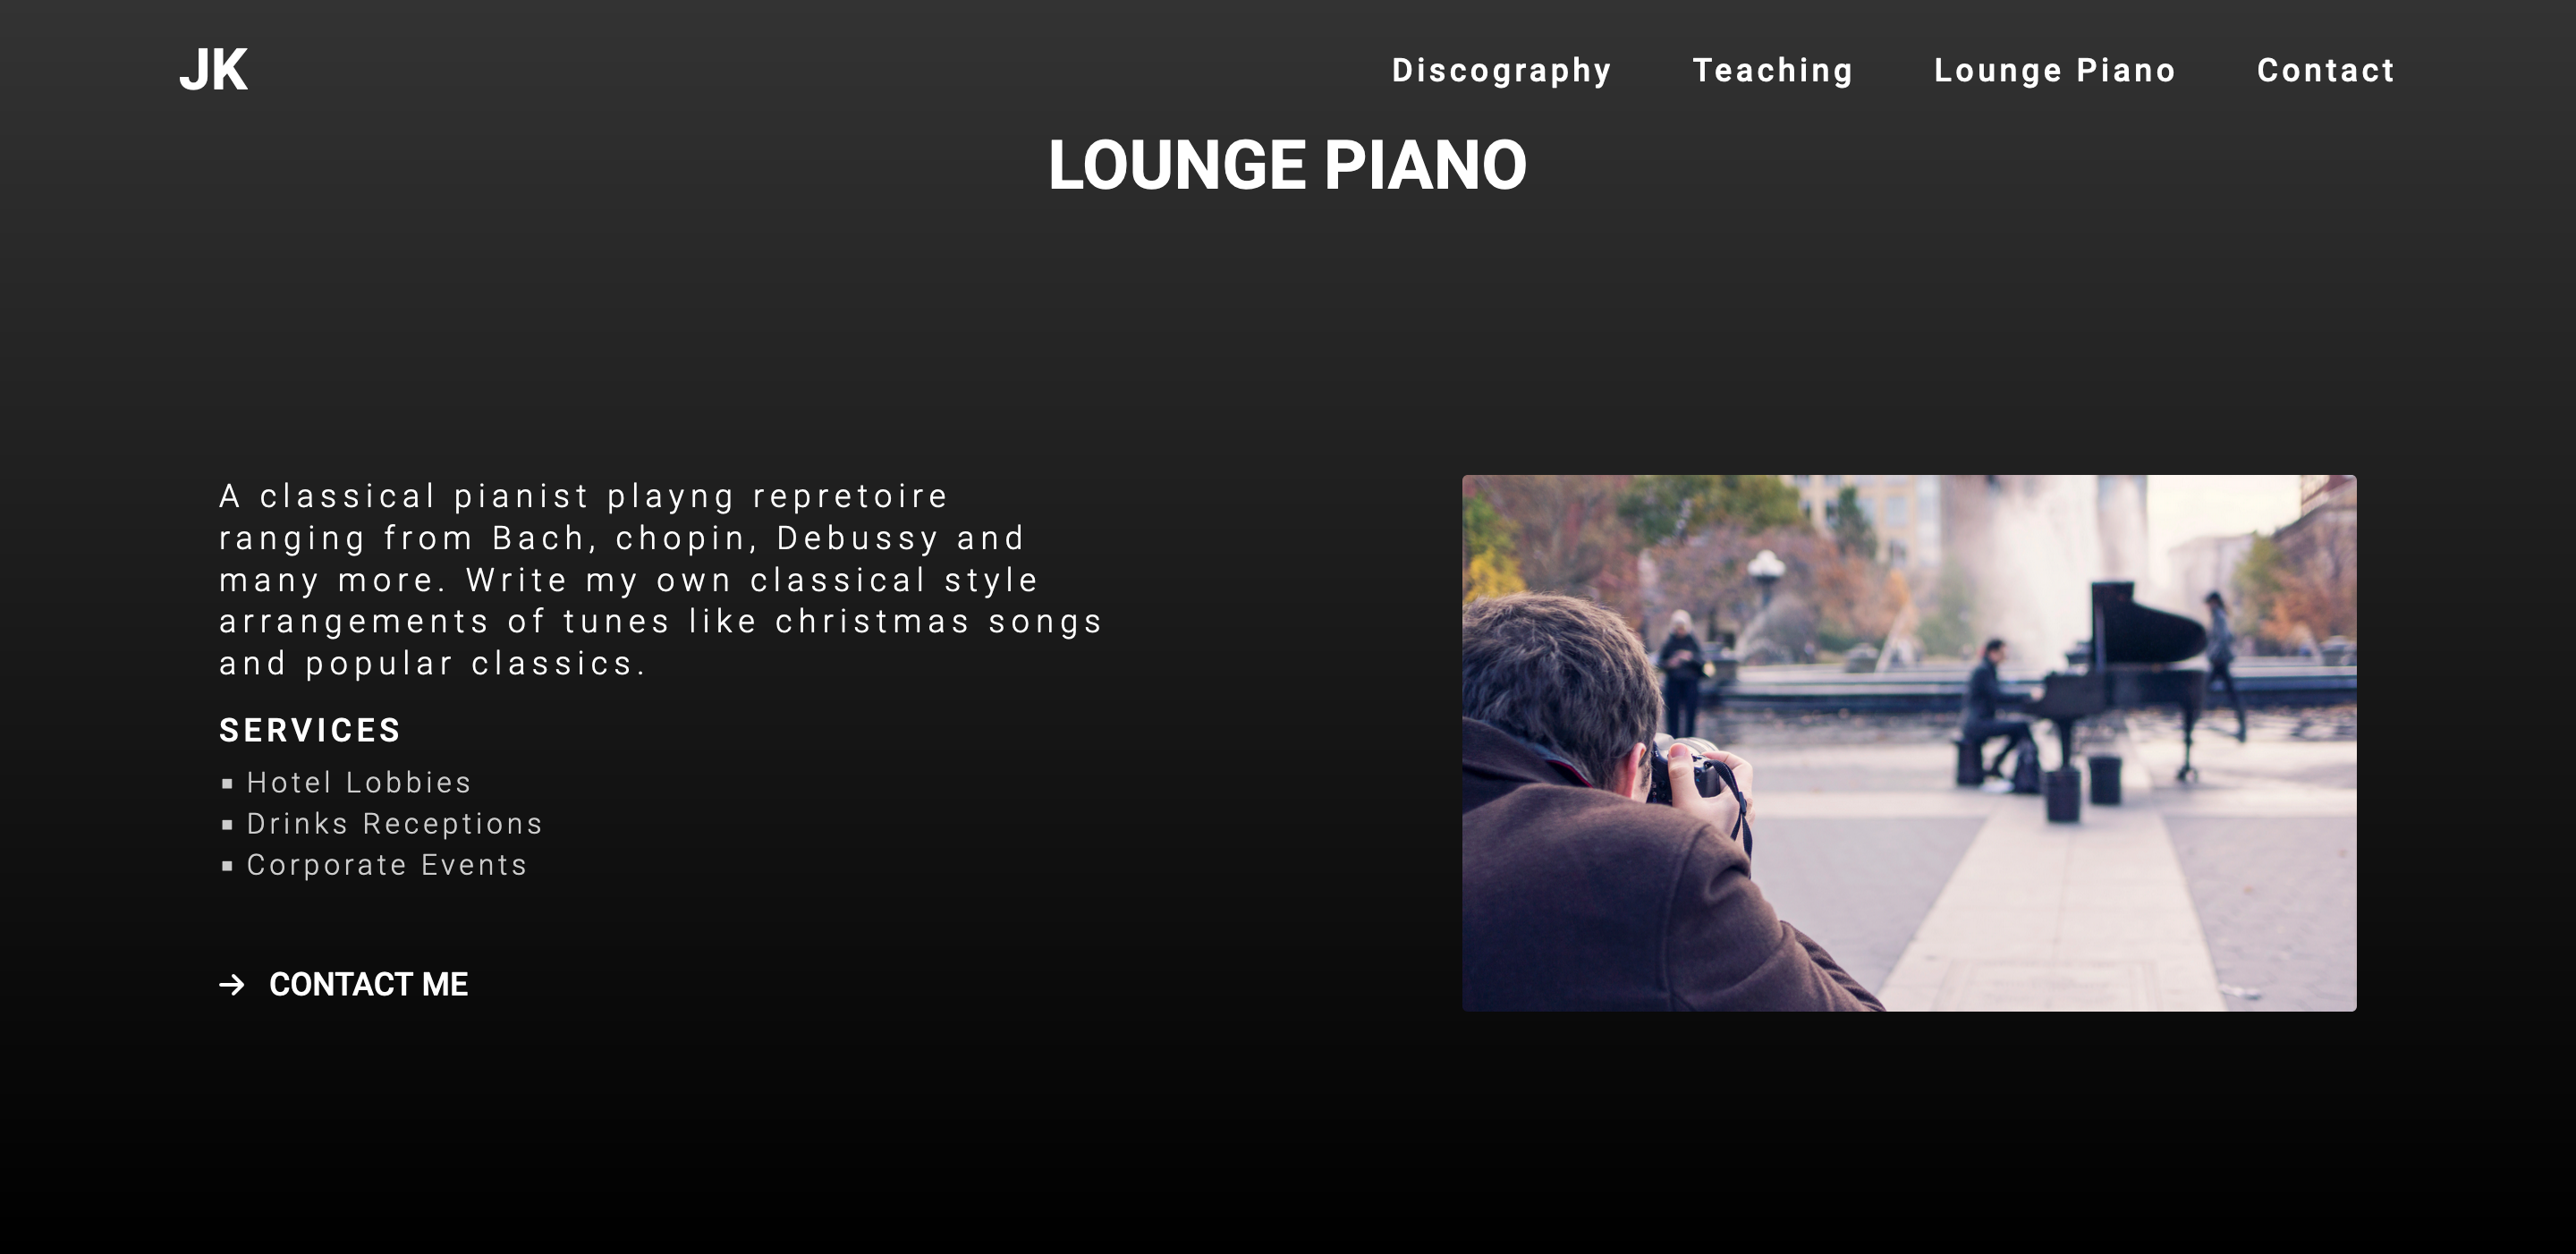 JK
Discography Teaching Lounge Piano Contact
LOUNGE PIANO
A classical pianist playng repretoire
ranging from Bach, chopin, Debussy and
many more. Write my own classical style
arrangements of tunes like christmas songs
and popular classics.
SERVICES
▪ Hotel Lobbies
▪ Drinks Receptions
▪ Corporate Events
→ CONTACT ME